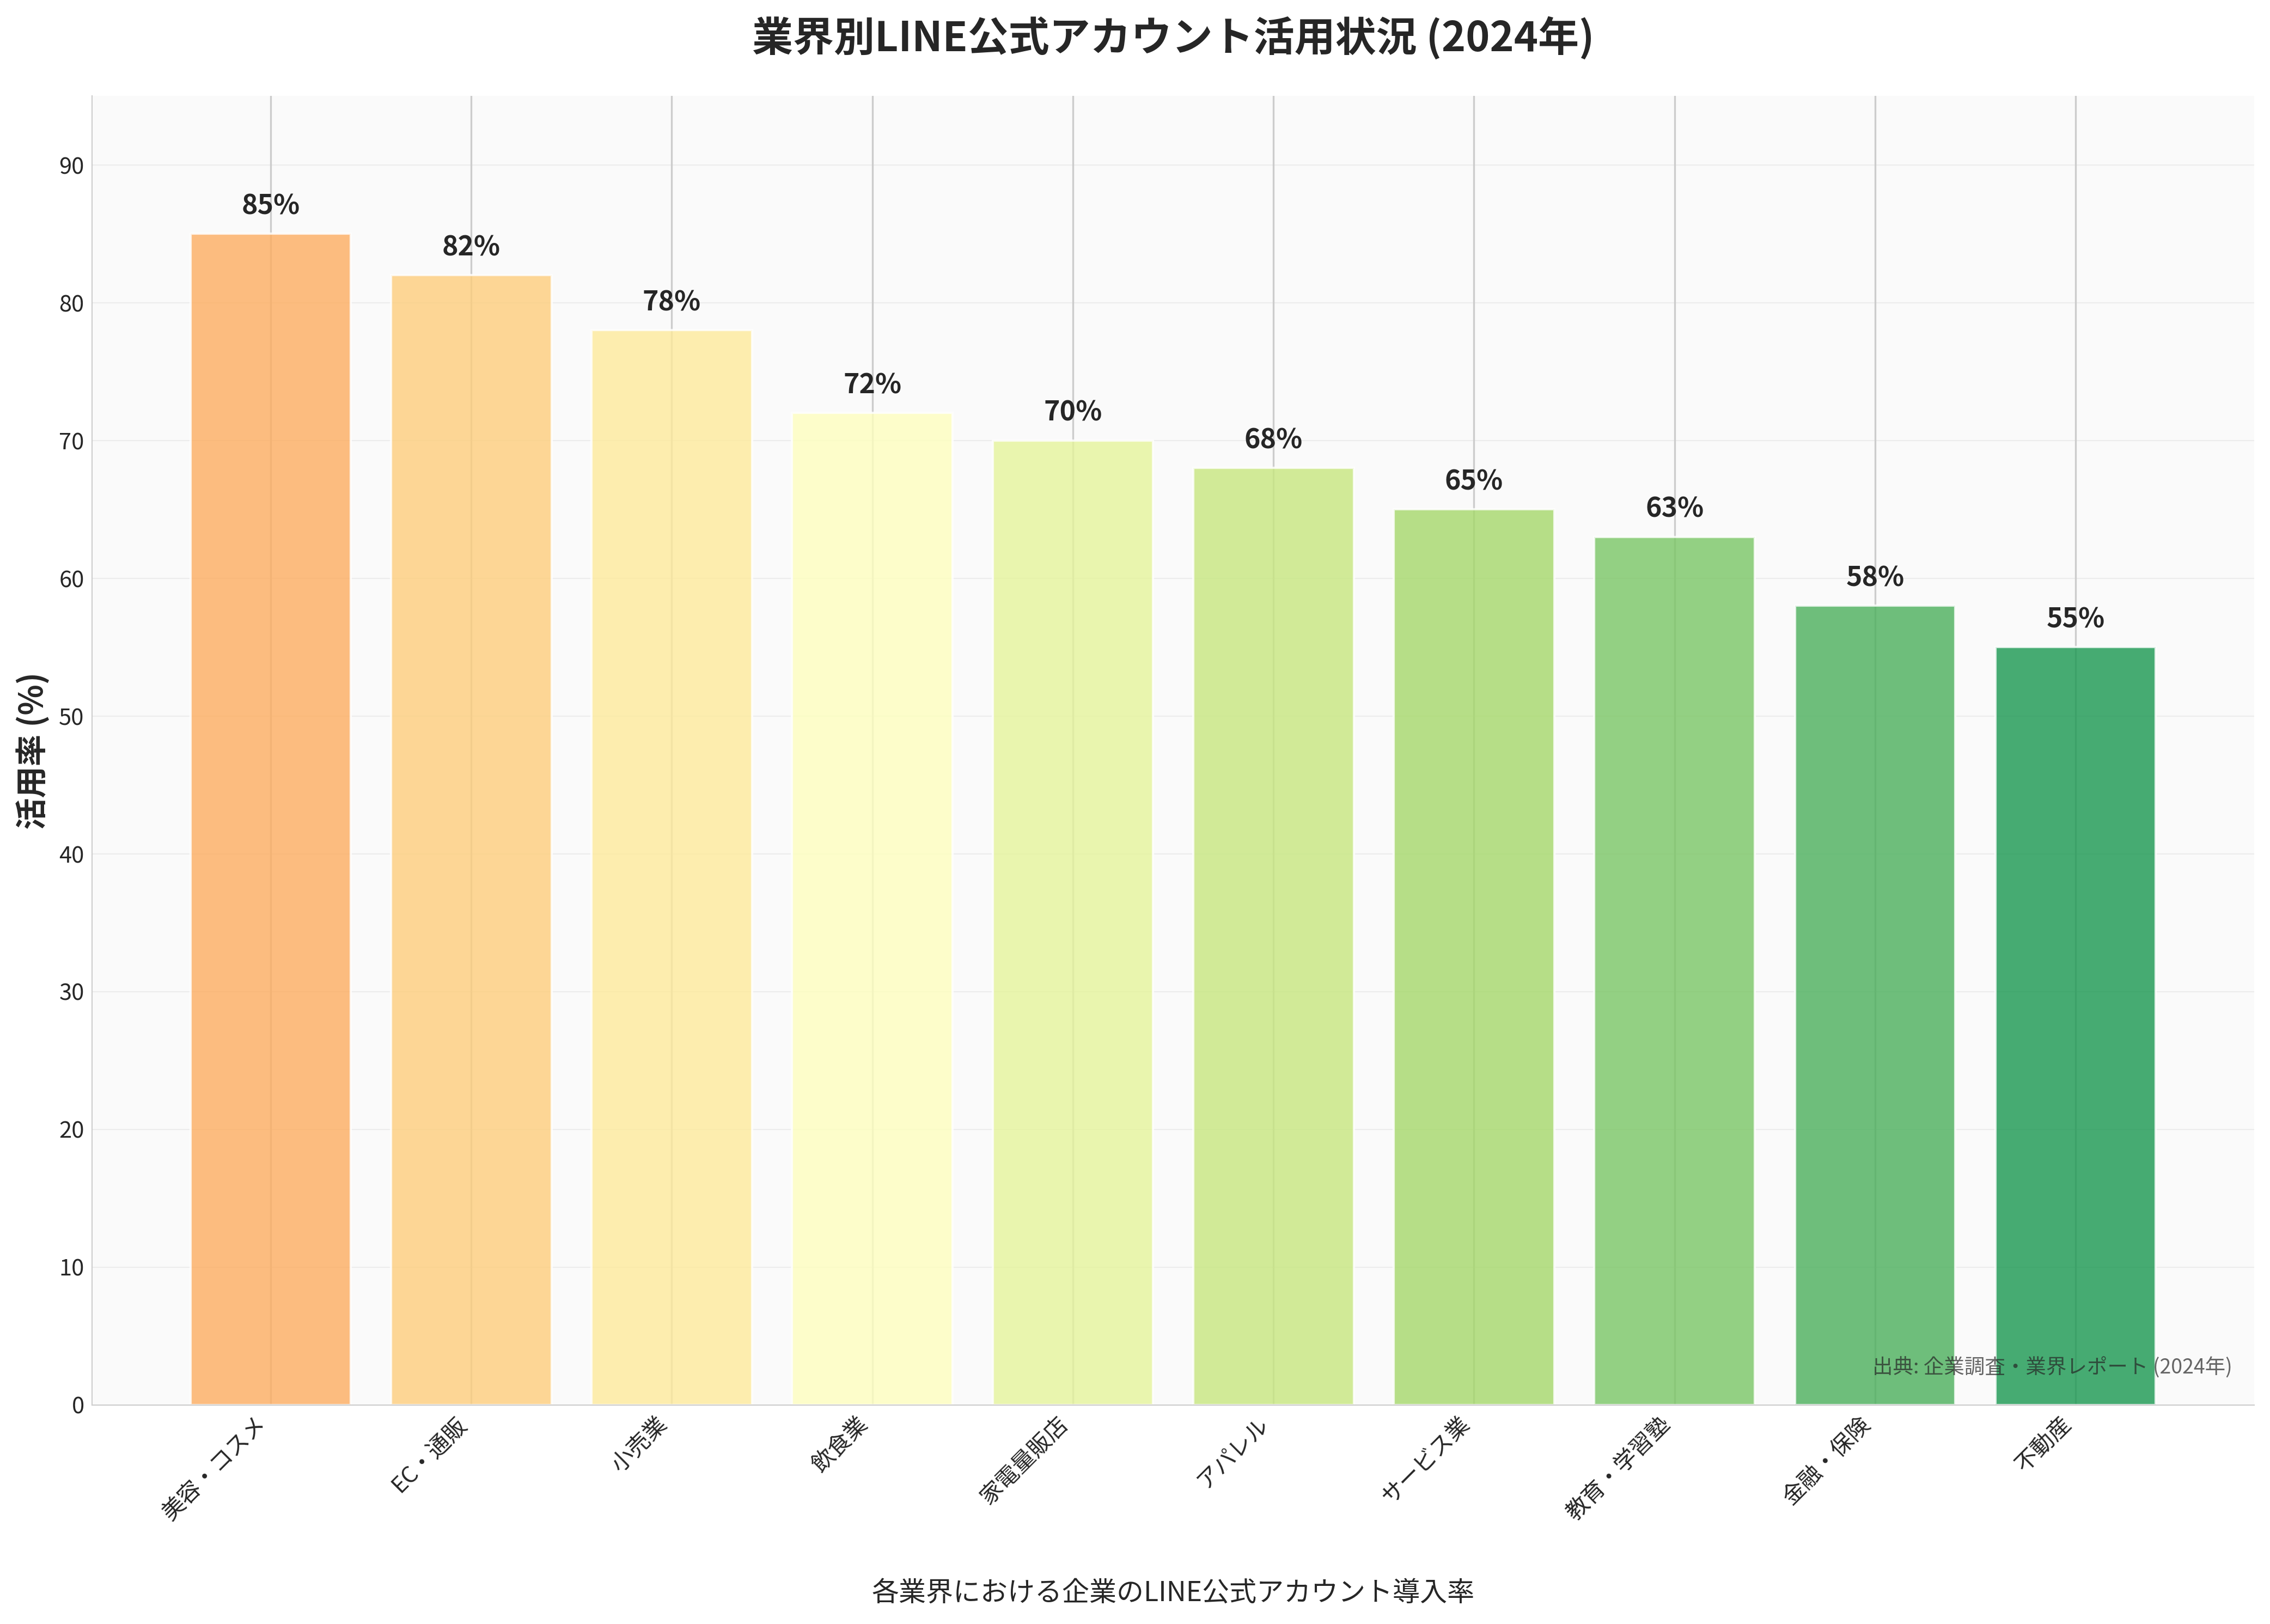 業界別LINE公式アカウント活用状況 (2024年)
活用率 (%)
90
80
70
60
50
40
30
20
10
0
85%
82%
78%
72%
70%
68%
65%
63%
58%
55%
出典: 企業調査・業界レポート (2024年)
美容・コスメ
EC・通販
小売業
飲食業
家電量販店
アパレル
サービス業
教育・学習塾
金融・保険
不動産
各業界における企業のLINE公式アカウント導入率